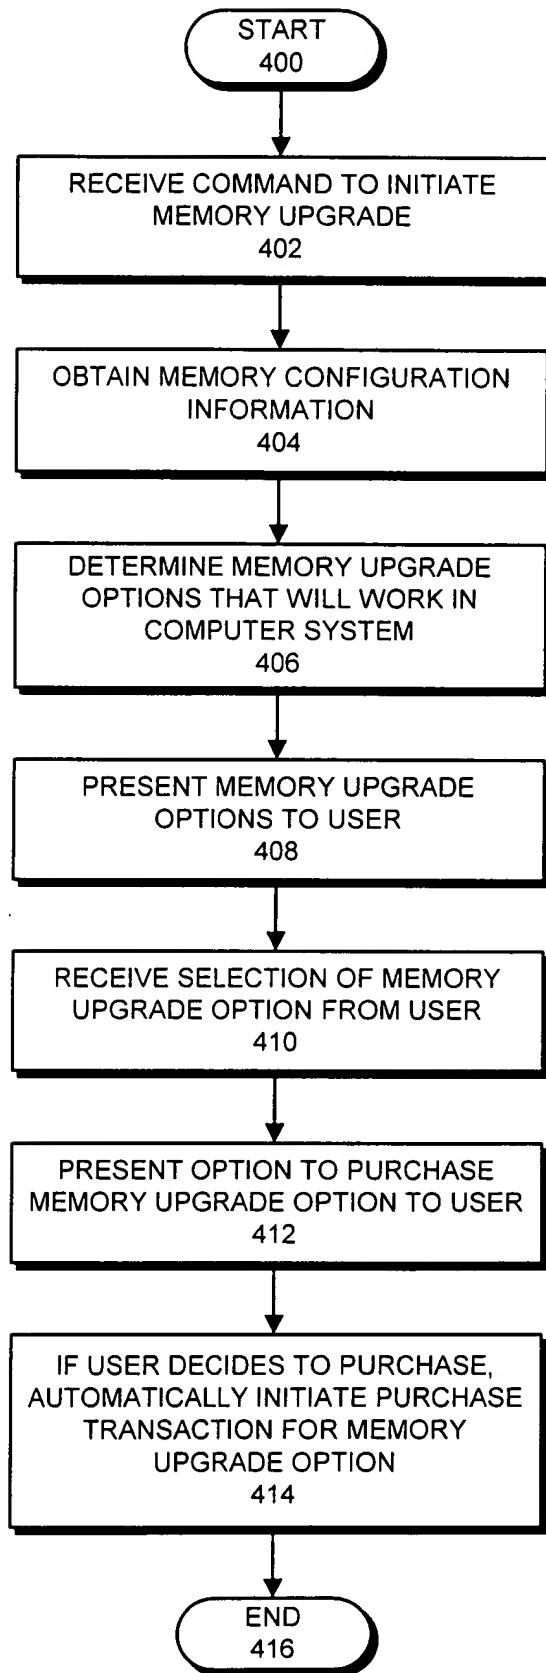 START
400
RECEIVE COMMAND TO INITIATE
MEMORY UPGRADE
402
OBTAIN MEMORY CONFIGURATION
INFORMATION
404
DETERMINE MEMORY UPGRADE
OPTIONS THAT WILL WORK IN
COMPUTER SYSTEM
406
PRESENT MEMORY UPGRADE
OPTIONS TO USER
408
RECEIVE SELECTION OF MEMORY
UPGRADE OPTION FROM USER
410
PRESENT OPTION TO PURCHASE
MEMORY UPGRADE OPTION TO USER
412
IF USER DECIDES TO PURCHASE,
AUTOMATICALLY INITIATE PURCHASE
TRANSACTION FOR MEMORY
UPGRADE OPTION
414
END
416